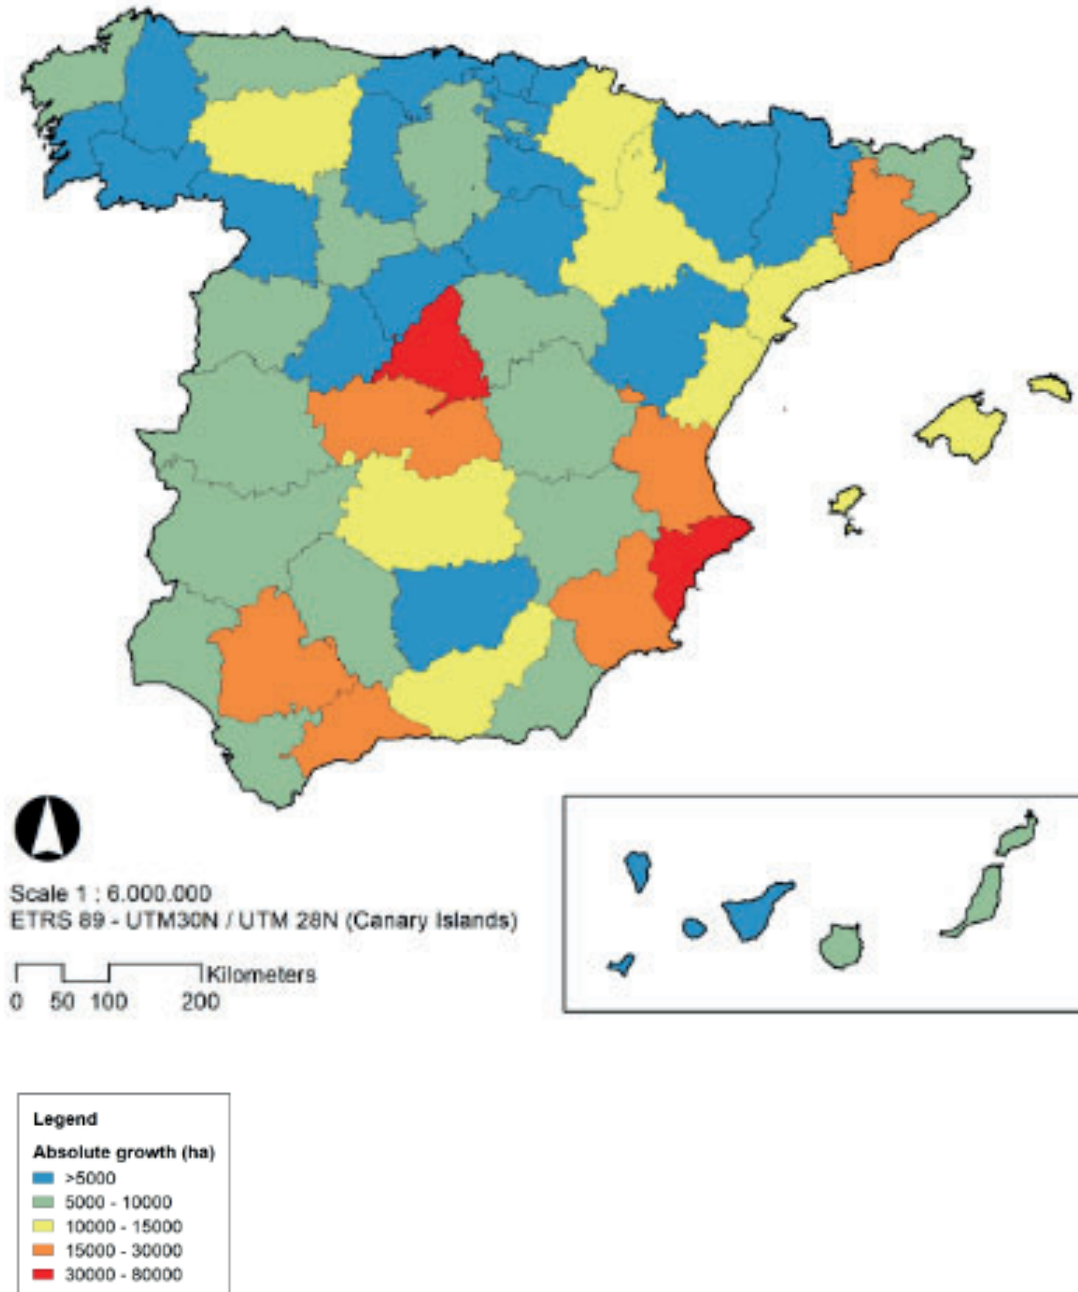 Scale 1 : 6.000.000
ETRS 89 - UTM30N / UTM 28N (Canary Islands)
Kilometers
0 50 100 200
Legend
Absolute growth (ha)
>5000
5000 - 10000
10000 - 15000
15000 - 30000
30000 - 80000